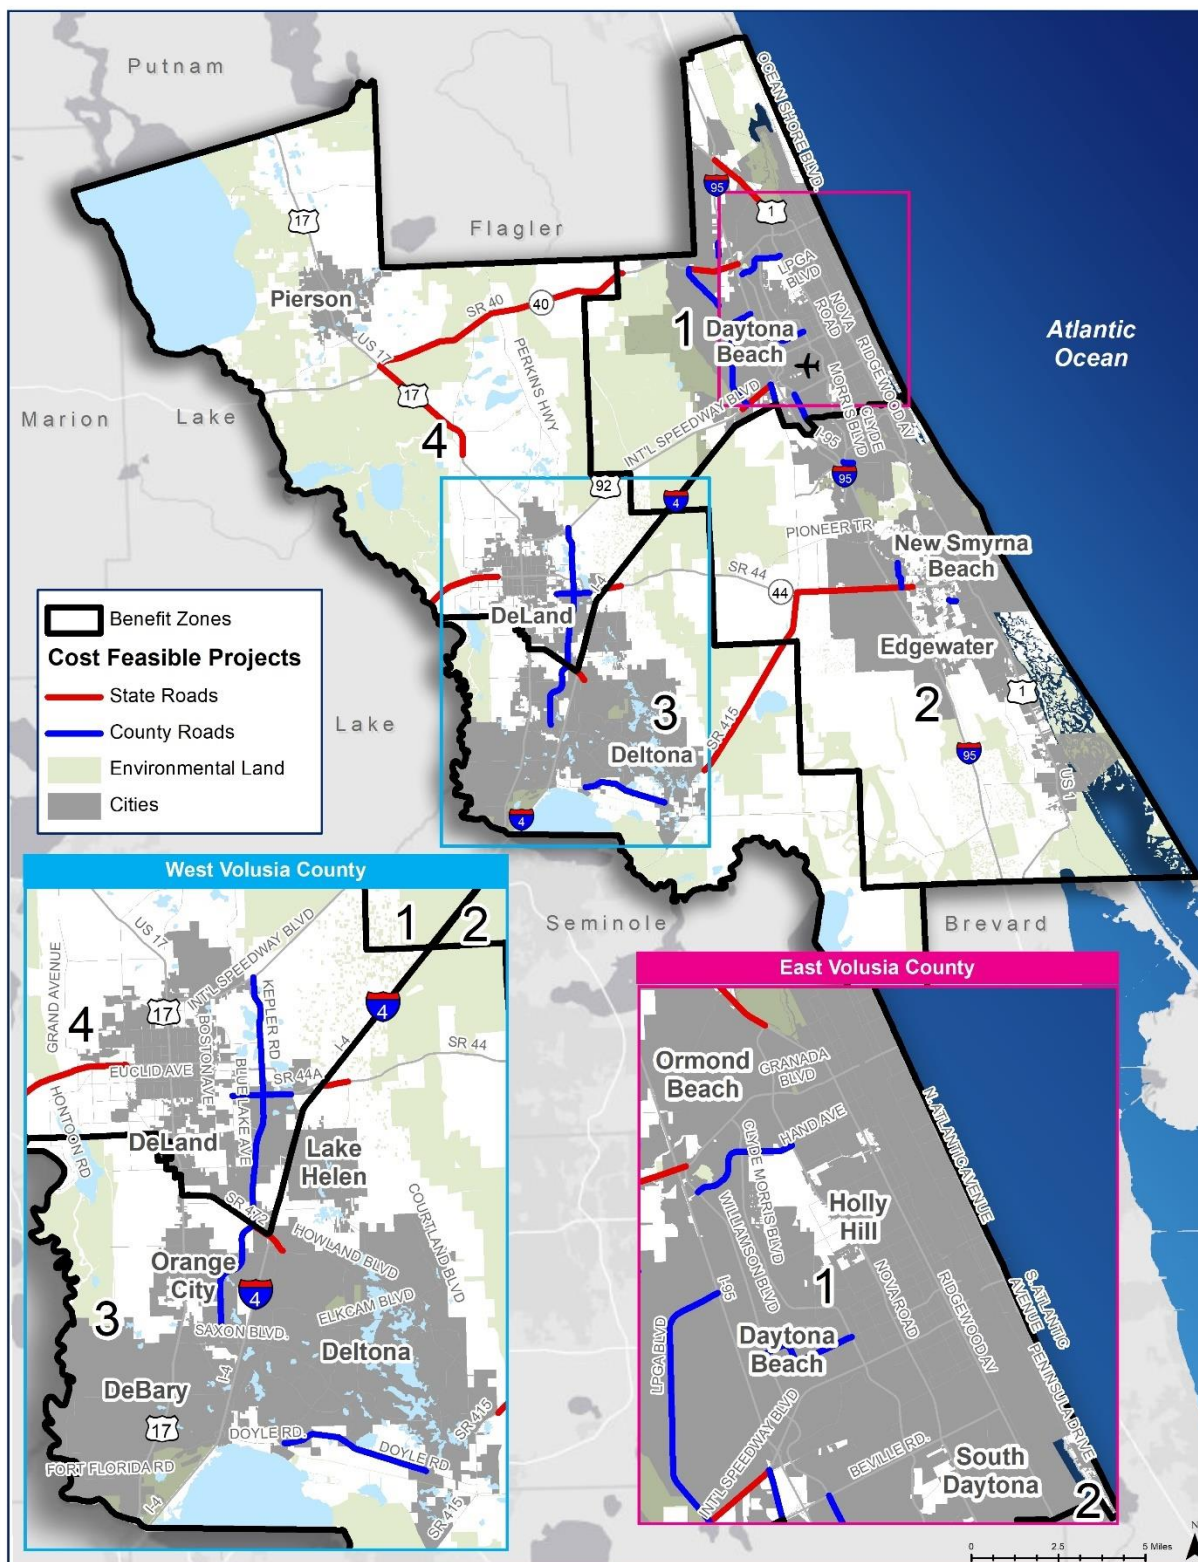 Putnam
Flagler
Marion
Lake
Lake
Seminole
Brevard
Atlantic
Ocean
OCEAN SHORE BLVD.
17
95
1
Pierson
SR 40
40
US 17
17
PERKINS HWY
LPGA
BLVD
NOVA
ROAD
RIDGEWOOD AV
1
Daytona
Beach
MORRIS BLVD
CLYDE
INT'L SPEEDWAY BLVD
I-95
95
4
92
4
PIONEER TR
New Smyrna
Beach
SR 44
44
I-4
DeLand
Edgewater
3
Deltona
SR 415
2
1
95
US 1
4
Benefit Zones
Cost Feasible Projects
State Roads
County Roads
Environmental Land
Cities
West Volusia County
1
2
US 17
INT'L SPEEDWAY BLVD
GRAND AVENUE
KEPLER RD
4
17
4
BOSTON AVE
I-4
SR 44
EUCLID AVE
BLUE LAKE AVE
SR 44A
HONTOON RD
DeLand
Lake
Helen
COURTLAND BLVD
SR 472
HOWLAND BLVD
Orange
City
4
ELKCAM BLVD
3
SAXON BLVD.
Deltona
I-4
DeBary
17
DOYLE RD.
DOYLE RD
SR 415
FORT FLORIDA RD
I-4
SR 415
East Volusia County
Ormond
Beach
GRANADA
BLVD
HAND AVE
CLYDE MORRIS BLVD
N. ATLANTIC AVENUE
Holly
Hill
WILLIAMSON BLVD
I-95
1
NOVA ROAD
RIDGEWOOD AV
S. ATLANTIC
AVENUE
LPGA BLVD
Daytona
Beach
PENINSULA DRIVE
INT'L SPEEDWAY BLVD
BEVILLE RD.
South
Daytona
2
N
0 2.5 5 Miles